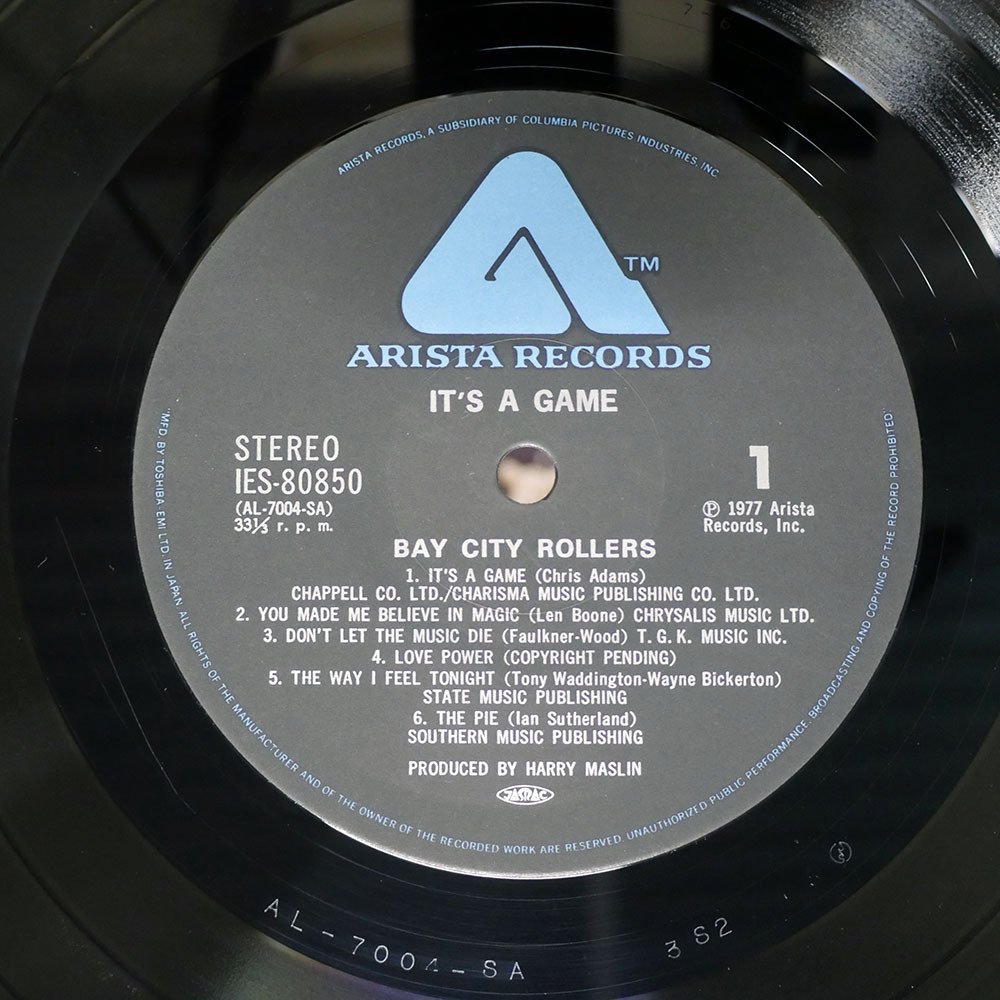 ARISTA RECORDS, A SUBSIDIARY OF COLUMBIA PICTURES INDUSTRIES, INC
TM
ARISTA RECORDS
IT'S A GAME
STEREO
IES-80850
(AL-7004-SA)
33⅓ r. p. m.
1
Ⓟ 1977 Arista
Records, Inc.
BAY CITY ROLLERS
1. IT'S A GAME (Chris Adams)
CHAPPELL CO. LTD./CHARISMA MUSIC PUBLISHING CO. LTD.
2. YOU MADE ME BELIEVE IN MAGIC (Len Boone) CHRYSALIS MUSIC LTD.
3. DON'T LET THE MUSIC DIE (Faulkner-Wood) T. G. K. MUSIC INC.
4. LOVE POWER (COPYRIGHT PENDING)
5. THE WAY I FEEL TONIGHT (Tony Waddington-Wayne Bickerton)
STATE MUSIC PUBLISHING
6. THE PIE (Ian Sutherland)
SOUTHERN MUSIC PUBLISHING
PRODUCED BY HARRY MASLIN
JASRAC
"MFD. BY TOSHIBA-EMI LTD. IN JAPAN. ALL RIGHTS OF THE MANUFACTURER AND OF THE OWNER OF THE RECORDED WORK ARE RESERVED. UNAUTHORIZED PUBLIC PERFORMANCE, BROADCASTING AND COPYING OF THE RECORD PROHIBITED."
AL-7004-SA 3S2